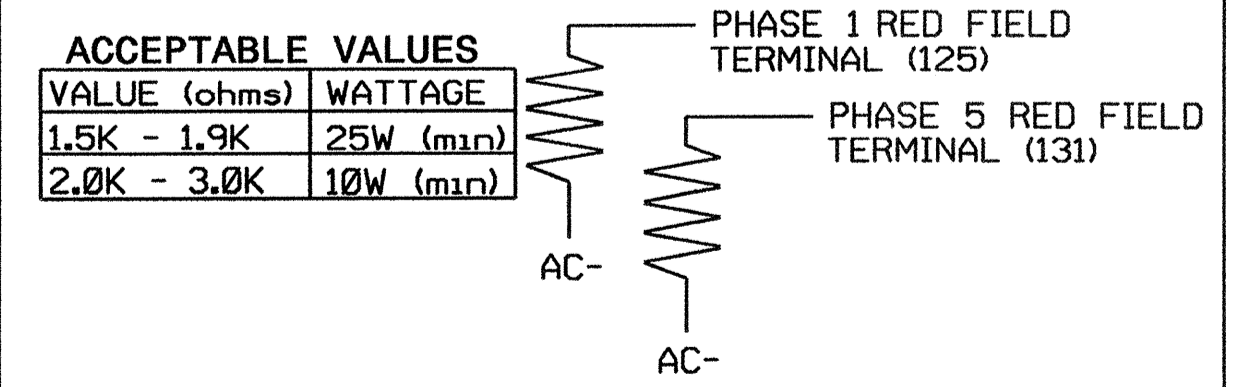 ACCEPTABLE VALUES
VALUE (ohms) WATTAGE
1.5K - 1.9K 25W (min)
2.0K - 3.0K 10W (min)
PHASE 1 RED FIELD
TERMINAL (125)
AC-
PHASE 5 RED FIELD
TERMINAL (131)
AC-